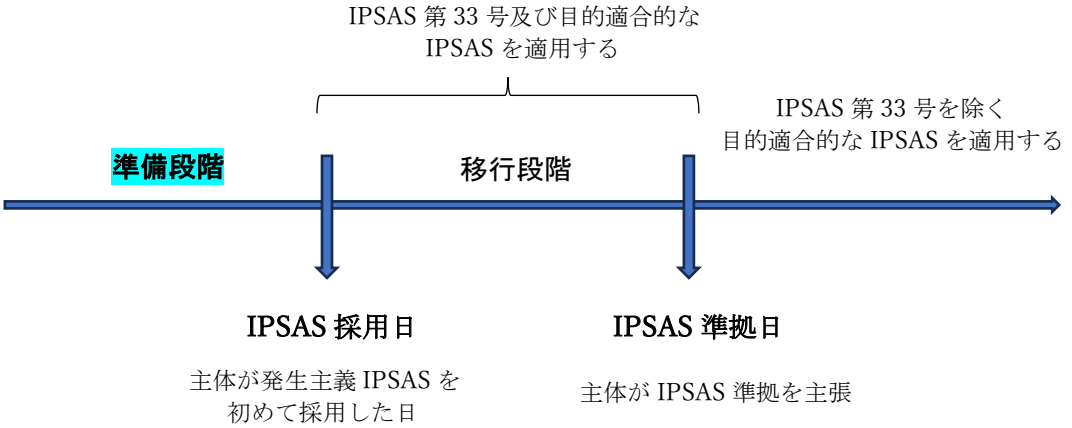 IPSAS 第 33 号及び目的適合的な
IPSAS を適用する
IPSAS 第 33 号を除く
目的適合的な IPSAS を適用する
準備段階
移行段階
IPSAS 採用日
IPSAS 準拠日
主体が発生主義 IPSAS を
初めて採用した日
主体が IPSAS 準拠を主張